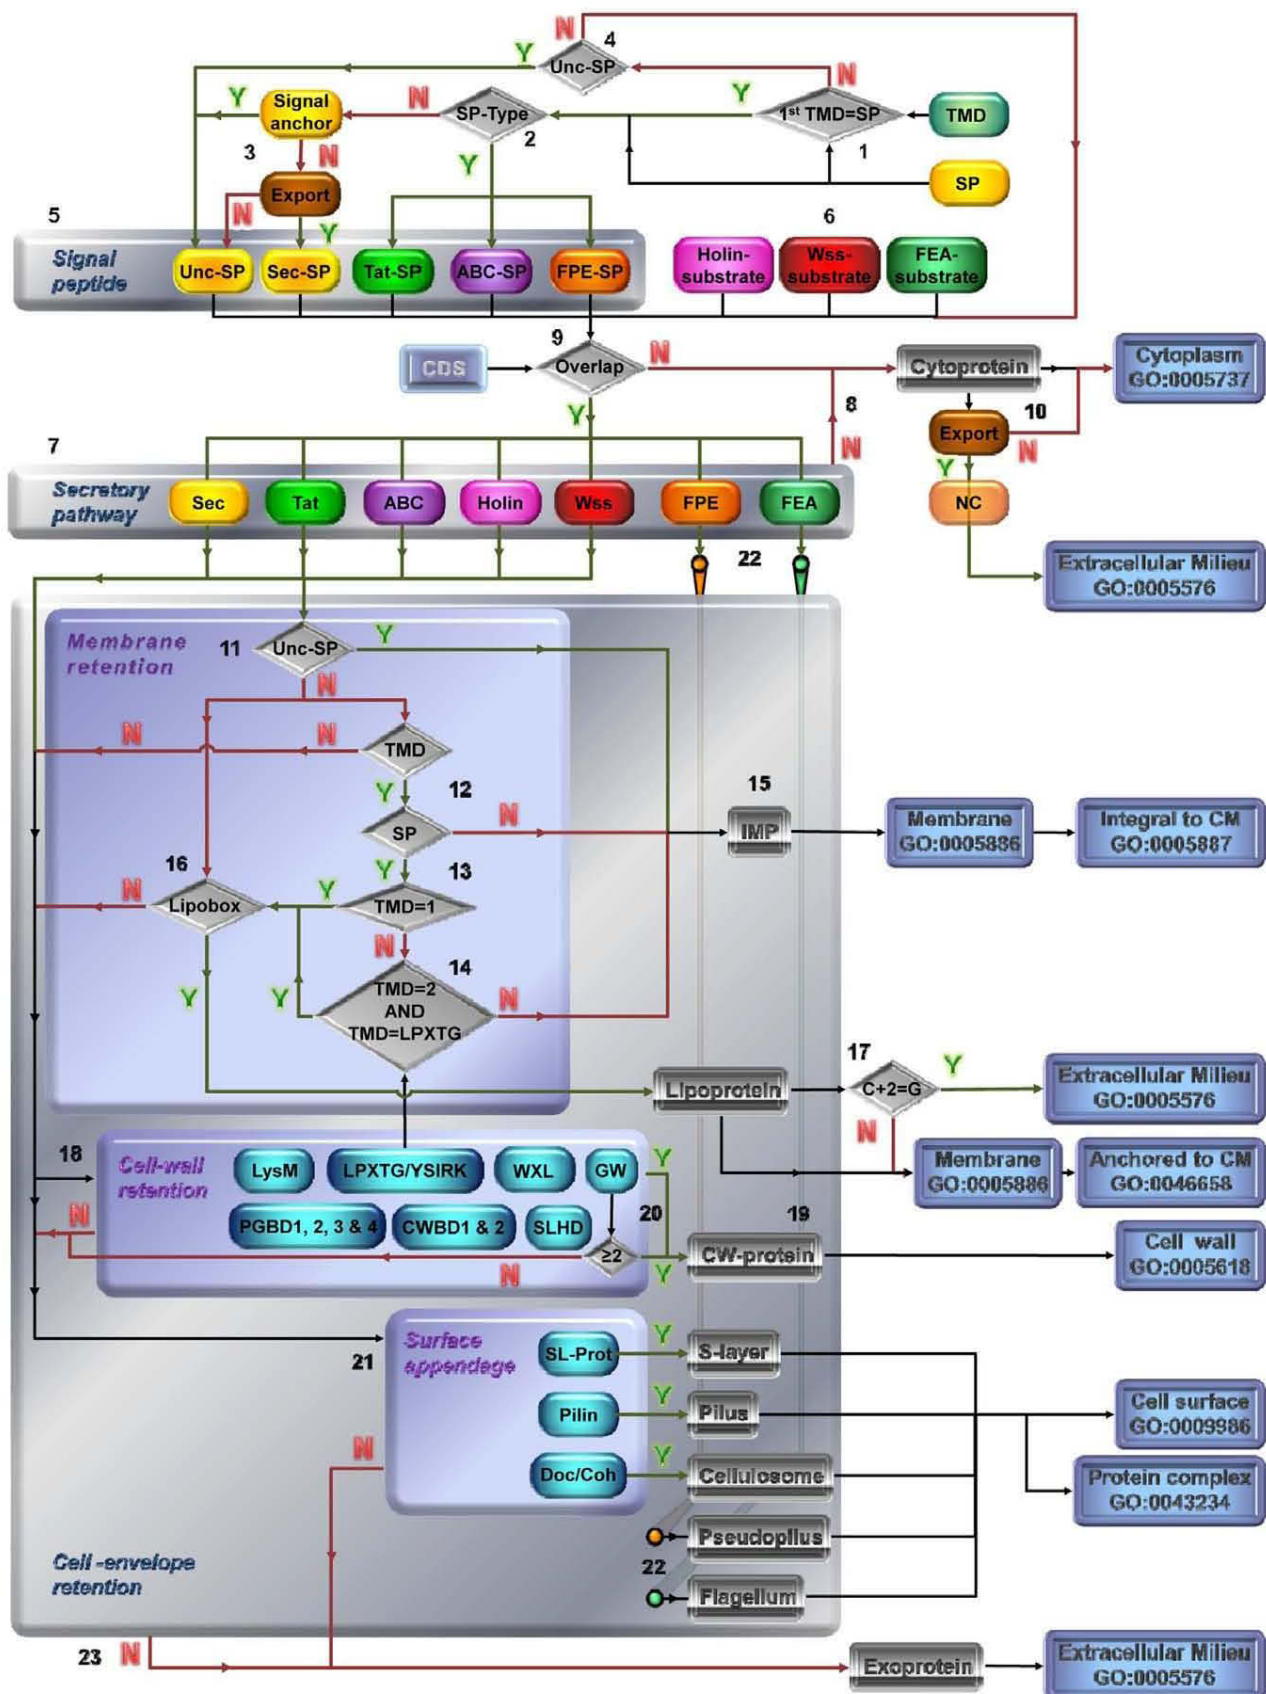 N
4
Y
Unc-SP
N
Y
Signal
anchor
N
SP-Type
Y
1st TMD=SP
TMD
3
N
2
1
Y
Export
SP
5
N
Y
6
Signal
peptide
Unc-SP
Sec-SP
Tat-SP
ABC-SP
FPE-SP
Holin-
substrate
Wss-
substrate
FEA-
substrate
9
CDS
Overlap
N
Cytoprotein
Cytoplasm
GO:0005737
Y
8
10
7
N
Export
N
Y
Secretory
pathway
Sec
Tat
ABC
Holin
Wss
FPE
FEA
NC
22
Extracellular Milieu
GO:0005576
Membrane
retention
11
Unc-SP
Y
N
N
N
TMD
Y
12
15
SP
N
IMP
Membrane
GO:0005886
Integral to CM
GO:0005887
16
Y
13
N
Lipobox
Y
TMD=1
N
14
Y
Y
TMD=2
AND
TMD=LPXTG
N
17
Lipoprotein
C+2=G
Y
Extracellular Milieu
GO:0005576
N
18
Cell-wall
retention
LysM
LPXTG/YSIRK
WXL
GW
Y
Membrane
GO:0005886
Anchored to CM
GO:0046658
N
PGBD1, 2, 3 & 4
CWBD1 & 2
SLHD
20
19
≥2
N
Y
CW-protein
Cell wall
GO:0005618
21
Surface
appendage
SL-Prot
Y
S-layer
Pilin
Y
Pilus
Cell surface
GO:0009986
N
Doc/Coh
Y
Cellulosome
Protein complex
GO:0043234
Pseudopilus
Cell -envelope
retention
22
Flagellum
23
N
Exoprotein
Extracellular Milieu
GO:0005576